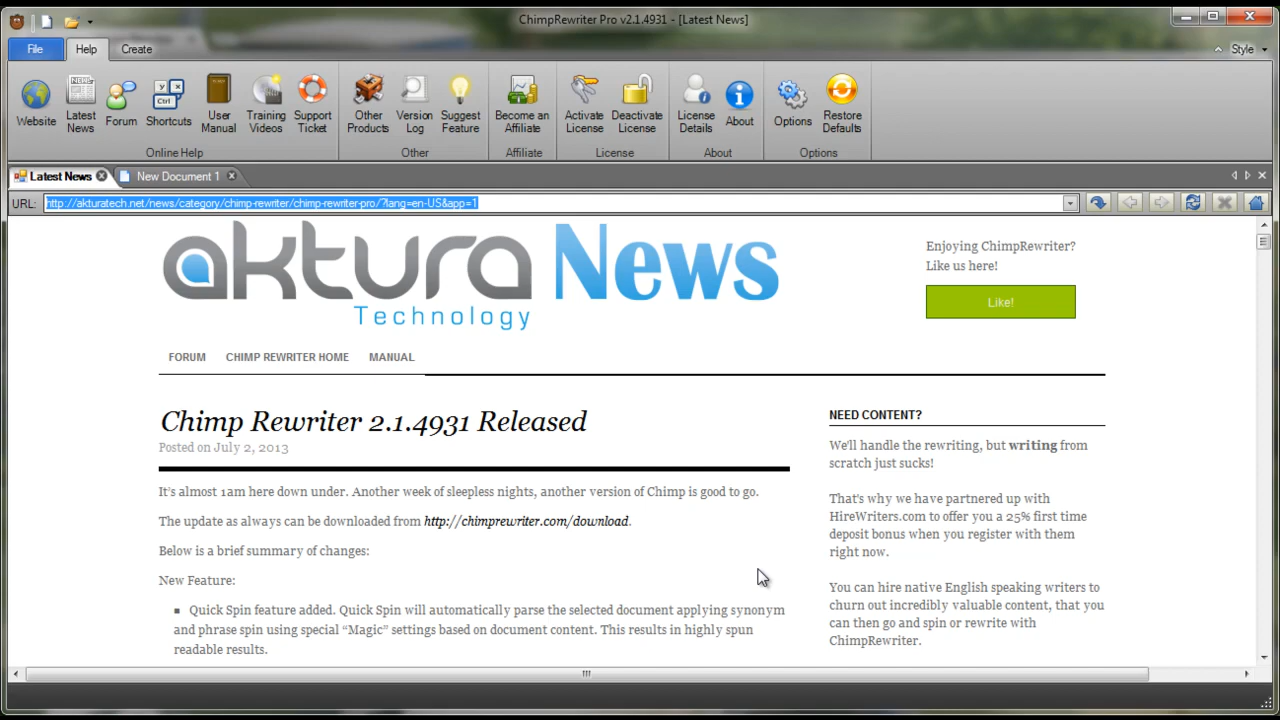 ChimpRewriter Pro v2.1.4931 - [Latest News]
File Help Create Style
Website
Latest News
Forum
Shortcuts
User Manual
Training Videos
Support Ticket
Other Products
Version Log
Suggest Feature
Become an Affiliate
Activate License
Deactivate License
License Details
About
Options
Restore Defaults
Online Help Other Affiliate License About Options
Latest News New Document 1
URL: http://akturatech.net/news/category/chimp-rewriter/chimp-rewriter-pro/?lang=en-US&app=1
aktura News
Technology
Enjoying ChimpRewriter?
Like us here!
Like!
FORUM CHIMP REWRITER HOME MANUAL
Chimp Rewriter 2.1.4931 Released
Posted on July 2, 2013
It's almost 1am here down under. Another week of sleepless nights, another version of Chimp is good to go.
The update as always can be downloaded from http://chimprewriter.com/download.
Below is a brief summary of changes:
New Feature:
Quick Spin feature added. Quick Spin will automatically parse the selected document applying synonym
and phrase spin using special “Magic” settings based on document content. This results in highly spun
readable results.
NEED CONTENT?
We'll handle the rewriting, but writing from
scratch just sucks!
That's why we have partnered up with
HireWriters.com to offer you a 25% first time
deposit bonus when you register with them
right now.
You can hire native English speaking writers to
churn out incredibly valuable content, that you
can then go and spin or rewrite with
ChimpRewriter.